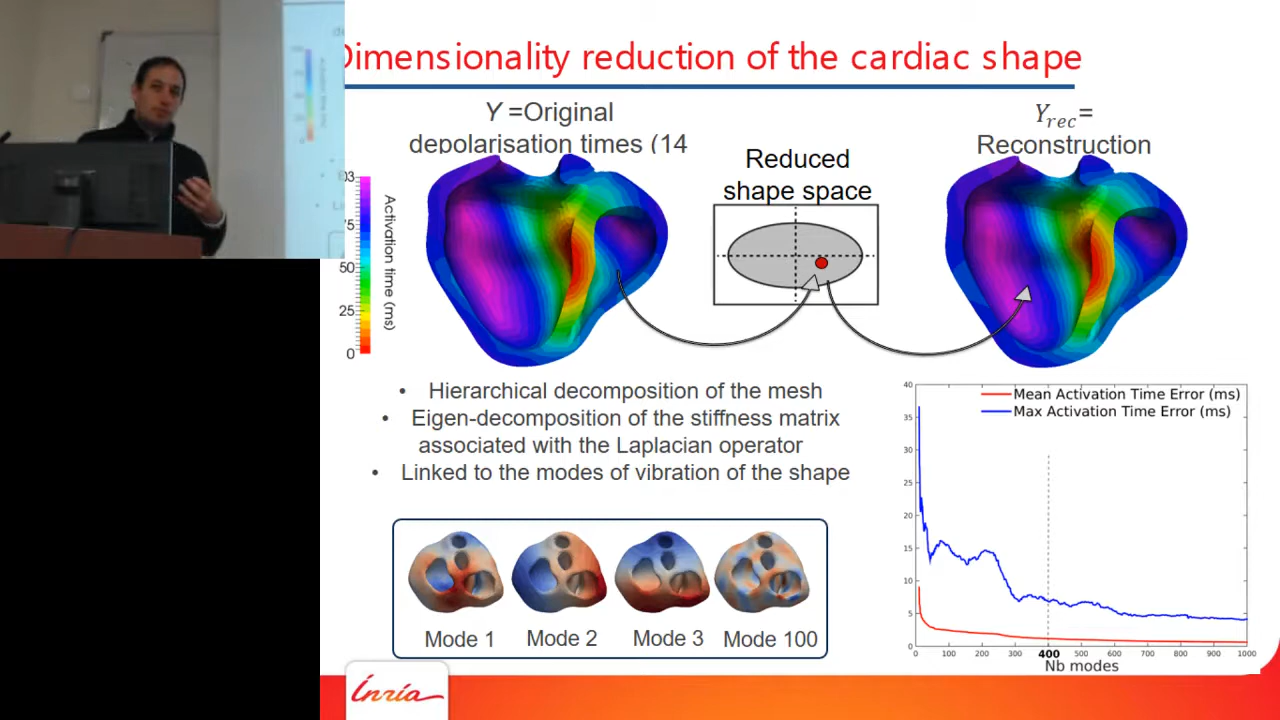 Dimensionality reduction of the cardiac shape
Y =Original
depolarisation times (14
Reduced
shape space
Yrec=
Reconstruction
03
75
50
25
0
Activation time (ms)
• Hierarchical decomposition of the mesh
• Eigen-decomposition of the stiffness matrix
associated with the Laplacian operator
• Linked to the modes of vibration of the shape
Mode 1 Mode 2 Mode 3 Mode 100
Mean Activation Time Error (ms)
Max Activation Time Error (ms)
40
35
30
25
20
15
10
5
0
0 100 200 300 400 500 600 700 800 900 1000
Nb modes
Inria